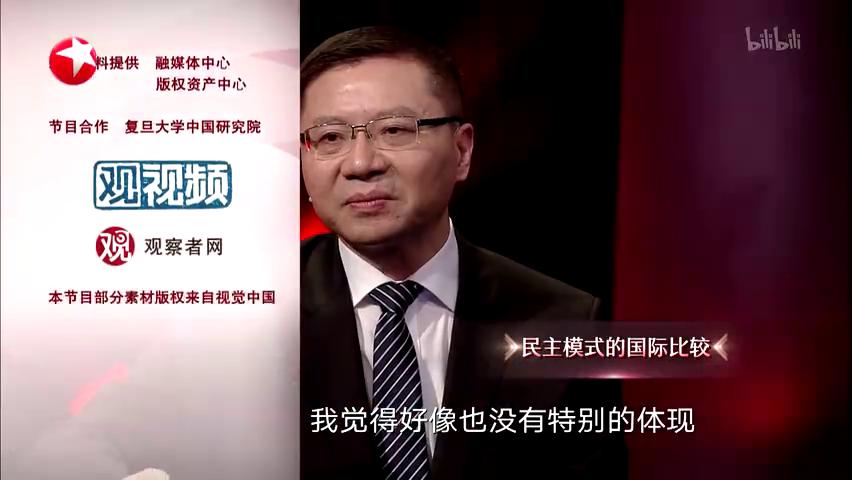 料提供 融媒体中心
版权资产中心
节目合作 复旦大学中国研究院
观视频
观 观察者网
本节目部分素材版权来自视觉中国
bilibili
民主模式的国际比较
我觉得好像也没有特别的体现